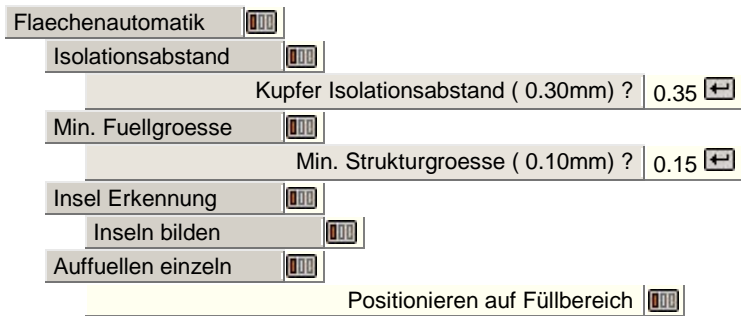 Flaechenautomatik
Isolationsabstand
Kupfer Isolationsabstand ( 0.30mm) ? 0.35
Min. Fuellgroesse
Min. Strukturgroesse ( 0.10mm) ? 0.15
Insel Erkennung
Inseln bilden
Auffuellen einzeln
Positionieren auf Füllbereich